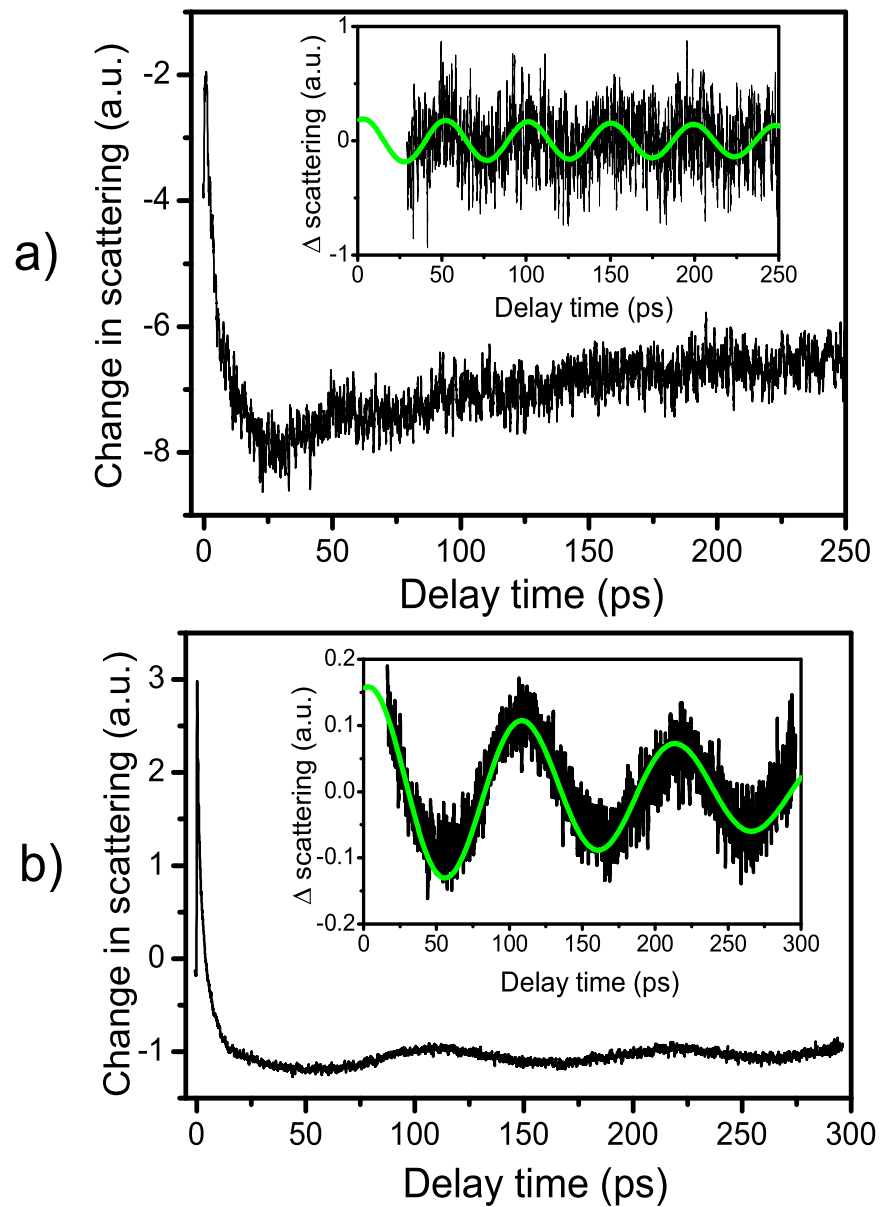 a)
Change in scattering (a.u.)
-2
-4
-6
-8
0 50 100 150 200 250
Delay time (ps)
Δ scattering (a.u.)
1
0
-1
0 50 100 150 200 250
Delay time (ps)
b)
Change in scattering (a.u.)
3
2
1
0
-1
0 50 100 150 200 250 300
Delay time (ps)
Δ scattering (a.u.)
0.2
0.1
0.0
-0.1
-0.2
0 50 100 150 200 250 300
Delay time (ps)